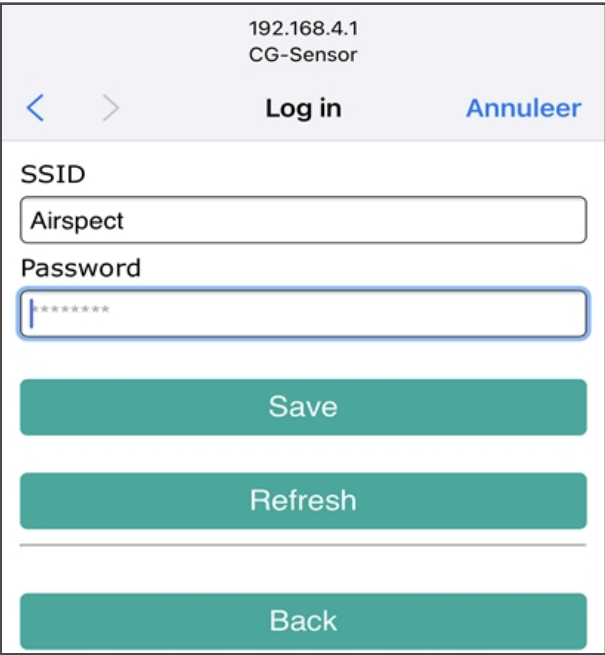 192.168.4.1
CG-Sensor
Log in Annuleer
SSID
Airspect
Password
********
Save
Refresh
Back